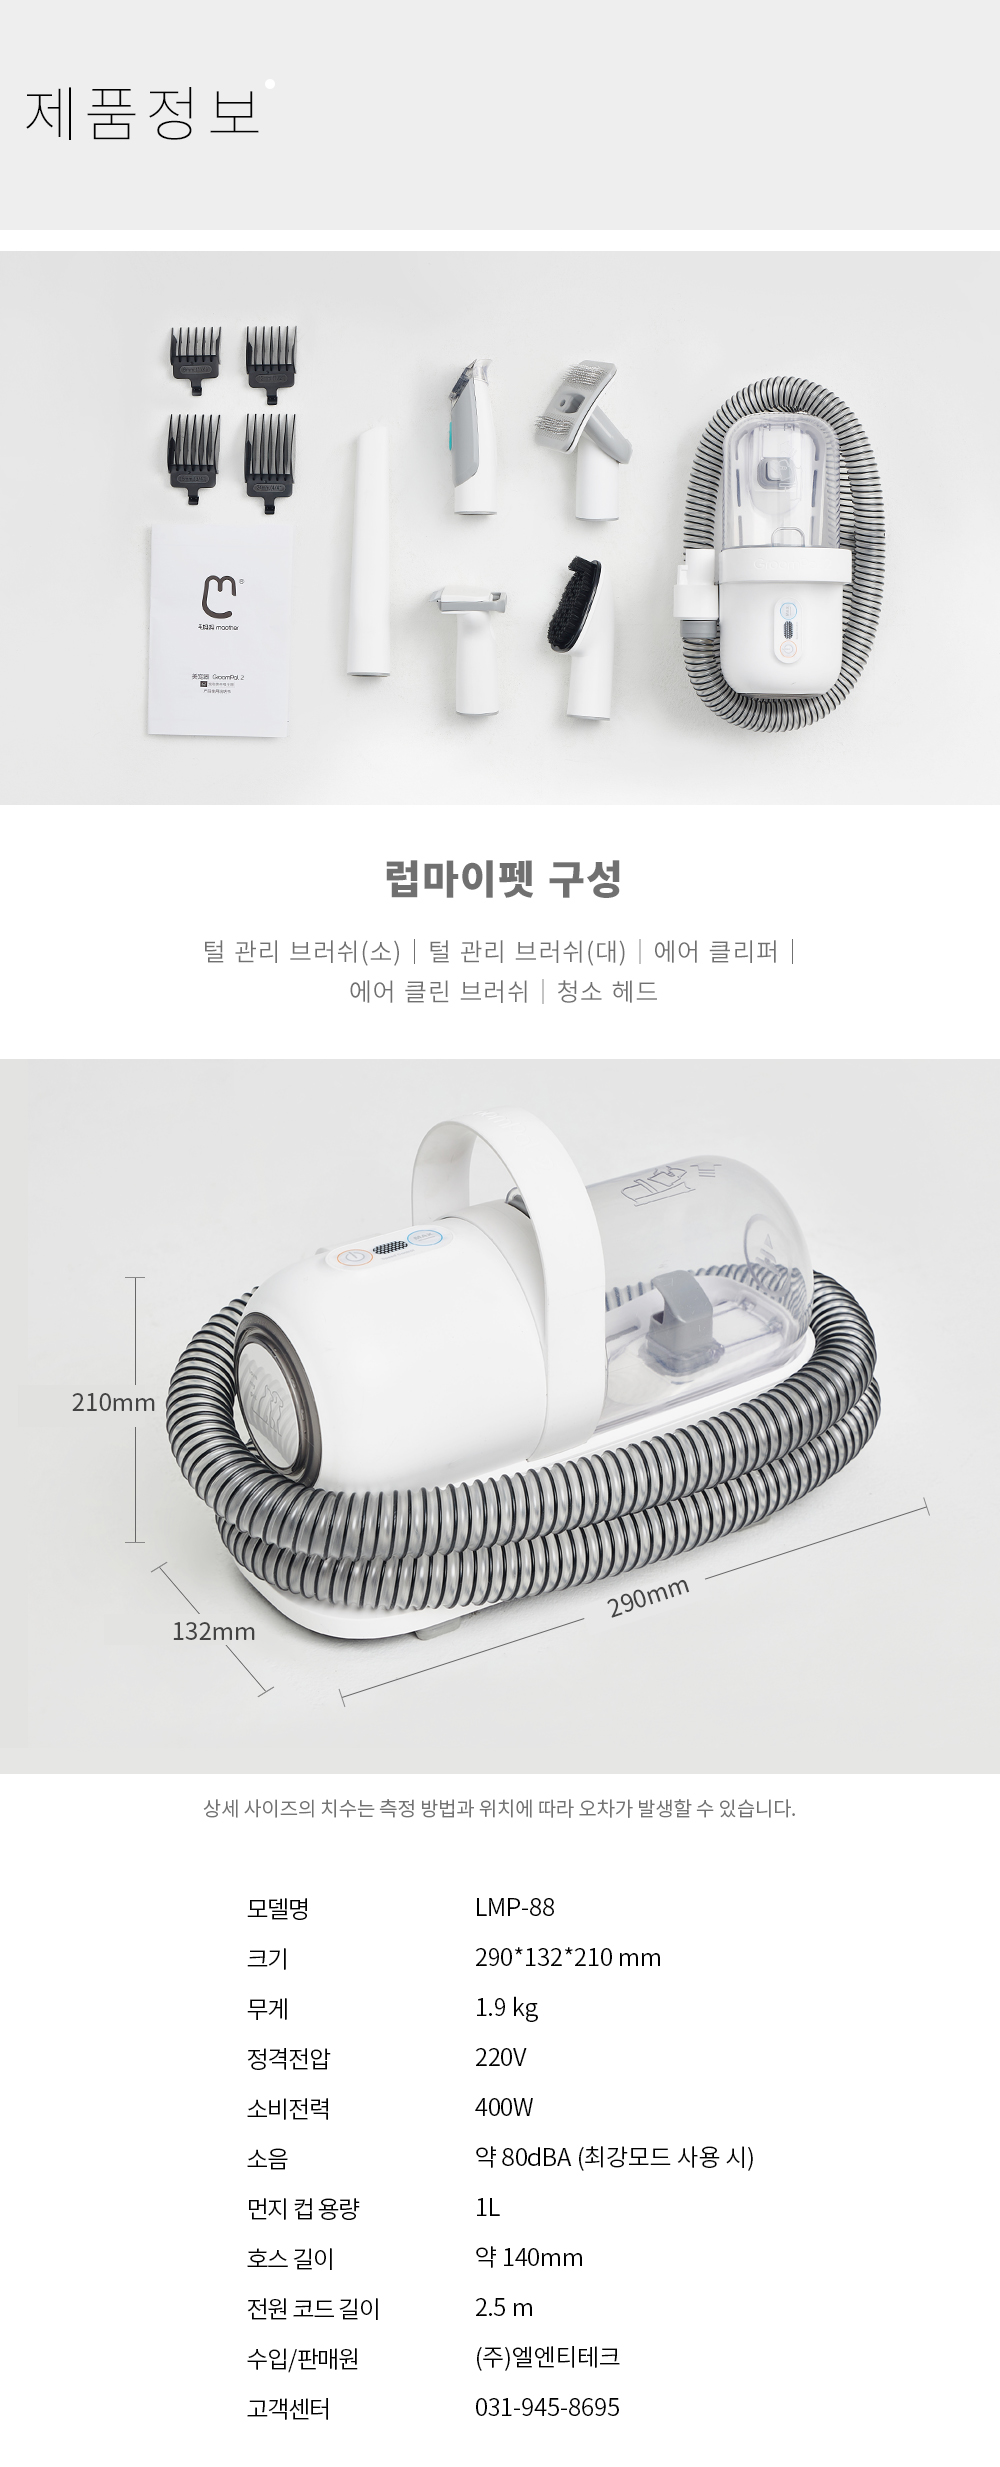 제품정보
moother
GroomPal 2
럽마이펫 구성
털 관리 브러쉬(소)│털 관리 브러쉬(대)│에어 클리퍼│
에어 클린 브러쉬│청소 헤드
210mm
132mm
290mm
상세 사이즈의 치수는 측정 방법과 위치에 따라 오차가 발생할 수 있습니다.
모델명 LMP-88
크기 290*132*210 mm
무게 1.9 kg
정격전압 220V
소비전력 400W
소음 약 80dBA (최강모드 사용 시)
먼지 컵 용량 1L
호스 길이 약 140mm
전원 코드 길이 2.5 m
수입/판매원 (주)엘엔티테크
고객센터 031-945-8695